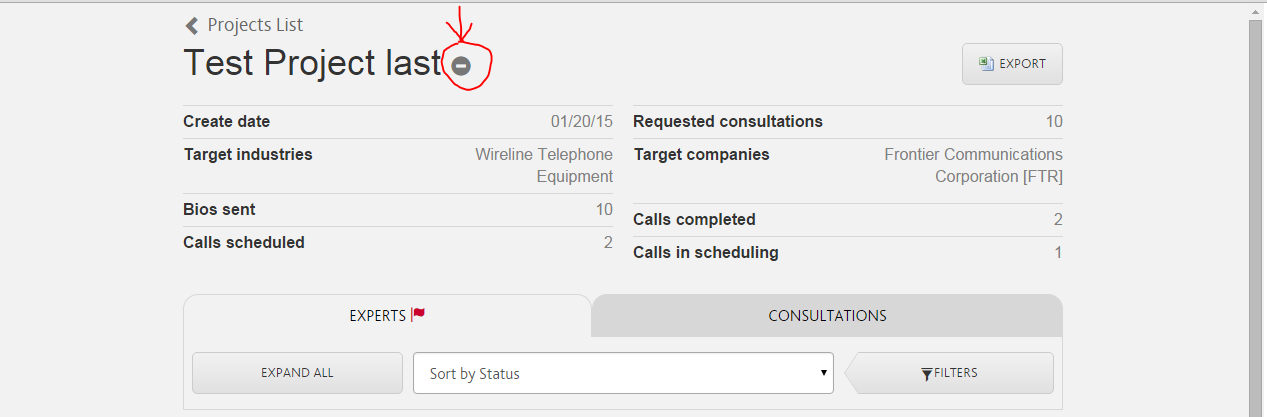 Projects List
Test Project last
EXPORT
Create date 01/20/15
Target industries Wireline Telephone
Equipment
Bios sent 10
Calls scheduled 2
Requested consultations 10
Target companies Frontier Communications
Corporation [FTR]
Calls completed 2
Calls in scheduling 1
EXPERTS
CONSULTATIONS
EXPAND ALL
Sort by Status
FILTERS